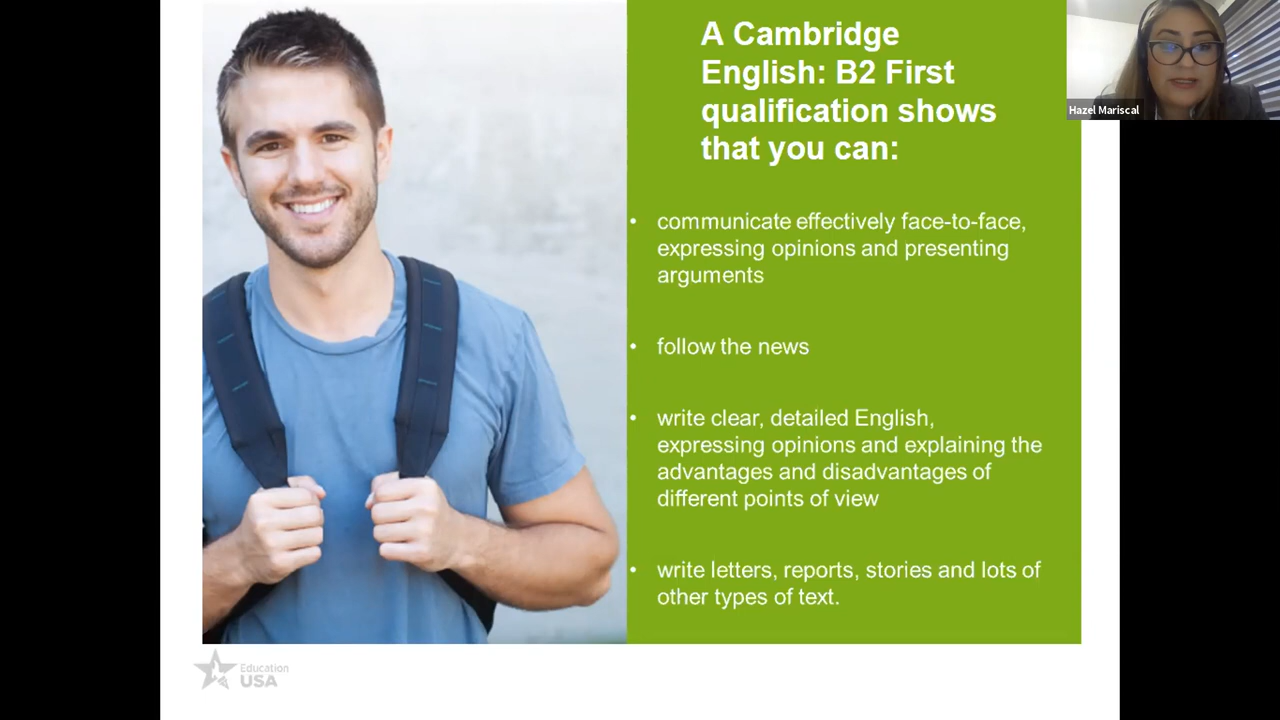 A Cambridge
English: B2 First
qualification shows
that you can:
Hazel Mariscal
• communicate effectively face-to-face,
expressing opinions and presenting
arguments
• follow the news
• write clear, detailed English,
expressing opinions and explaining the
advantages and disadvantages of
different points of view
• write letters, reports, stories and lots of
other types of text.
Education
USA